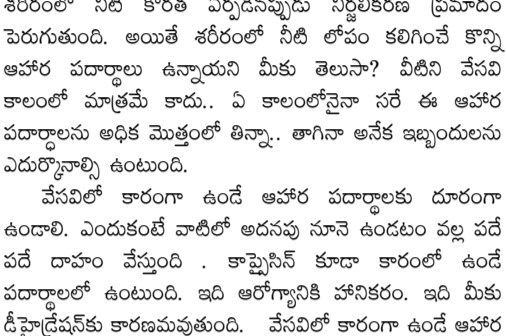 శరీరంలో నీటి కొరత ఏర్పడినప్పుడు నిర్జలీకరణ ప్రమాదం
పెరుగుతుంది. అయితే శరీరంలో నీటి లోపం కలిగించే కొన్ని
ఆహార పదార్థాలు ఉన్నాయని మీకు తెలుసా? వీటిని వేసవి
కాలంలో మాత్రమే కాదు.. ఏ కాలంలోనైనా సరే ఈ ఆహార
పదార్థాలను అధిక మొత్తంలో తిన్నా.. తాగినా అనేక ఇబ్బందులను
ఎదుర్కొనాల్సి ఉంటుంది.
వేసవిలో కారంగా ఉండే ఆహార పదార్థాలకు దూరంగా
ఉండాలి. ఎందుకంటే వాటిలో అదనపు నూనె ఉండటం వల్ల పదే
పదే దాహం వేస్తుంది . కాప్సైసిన్ కూడా కారంలో ఉండే
పదార్థాలలో ఉంటుంది. ఇది ఆరోగ్యానికి హానికరం. ఇది మీకు
డీహైడ్రేషన్‌కు కారణమవుతుంది. వేసవిలో కారంగా ఉండే ఆహార